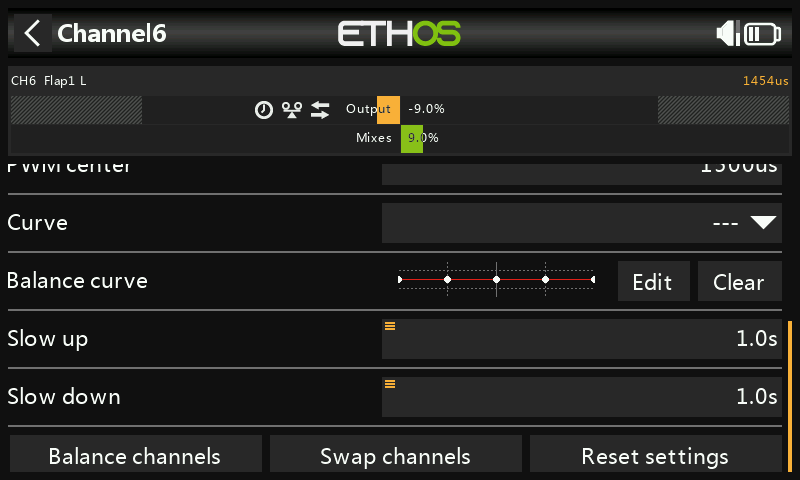 Channel6
ETHOS
CH6 Flap1 L
1454us
Output -9.0%
Mixes 9.0%
PWM center 1500us
Curve ---
Balance curve Edit Clear
Slow up 1.0s
Slow down 1.0s
Balance channels Swap channels Reset settings